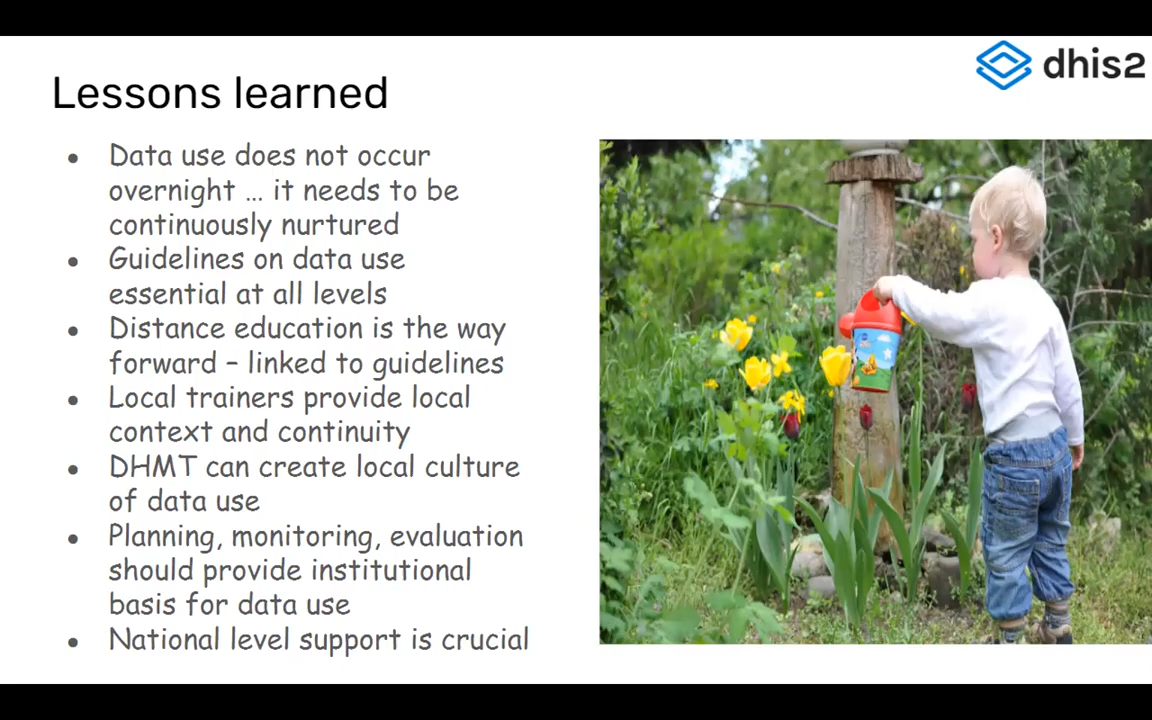 dhis2
Lessons learned
• Data use does not occur
overnight … it needs to be
continuously nurtured
• Guidelines on data use
essential at all levels
• Distance education is the way
forward – linked to guidelines
• Local trainers provide local
context and continuity
• DHMT can create local culture
of data use
• Planning, monitoring, evaluation
should provide institutional
basis for data use
• National level support is crucial